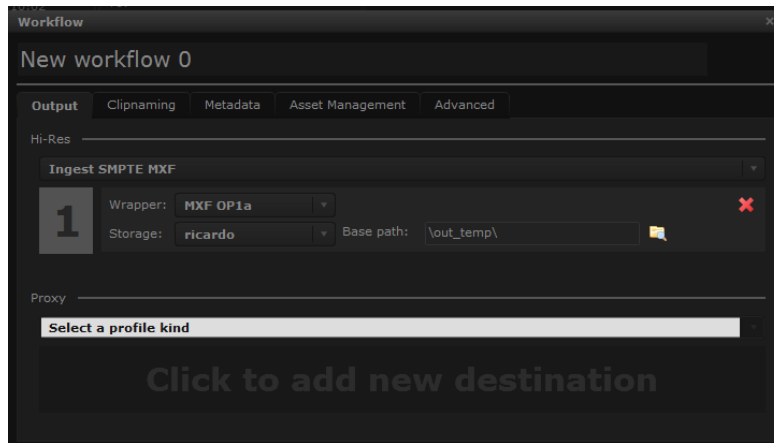 Workflow
New workflow 0
Output Clipnaming Metadata Asset Management Advanced
Hi-Res
Ingest SMPTE MXF
1
Wrapper: MXF OP1a
Storage: ricardo Base path: \out_temp\
Proxy
Select a profile kind
Click to add new destination